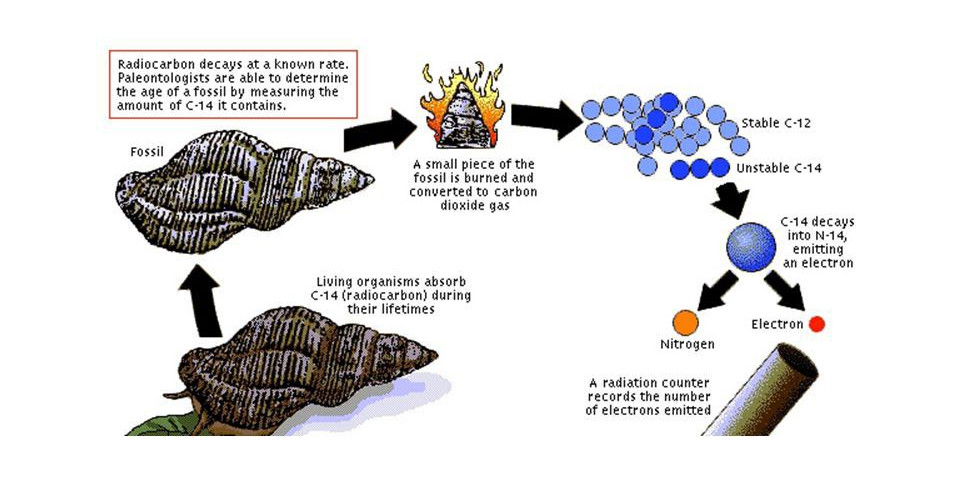 Radiocarbon decays at a known rate.
Paleontologists are able to determine
the age of a fossil by measuring the
amount of C-14 it contains.
Fossil
A small piece of the
fossil is burned and
converted to carbon
dioxide gas
Stable C-12
Unstable C-14
C-14 decays
into N-14,
emitting
an electron
Living organisms absorb
C-14 (radiocarbon) during
their lifetimes
Nitrogen
Electron
A radiation counter
records the number
of electrons emitted